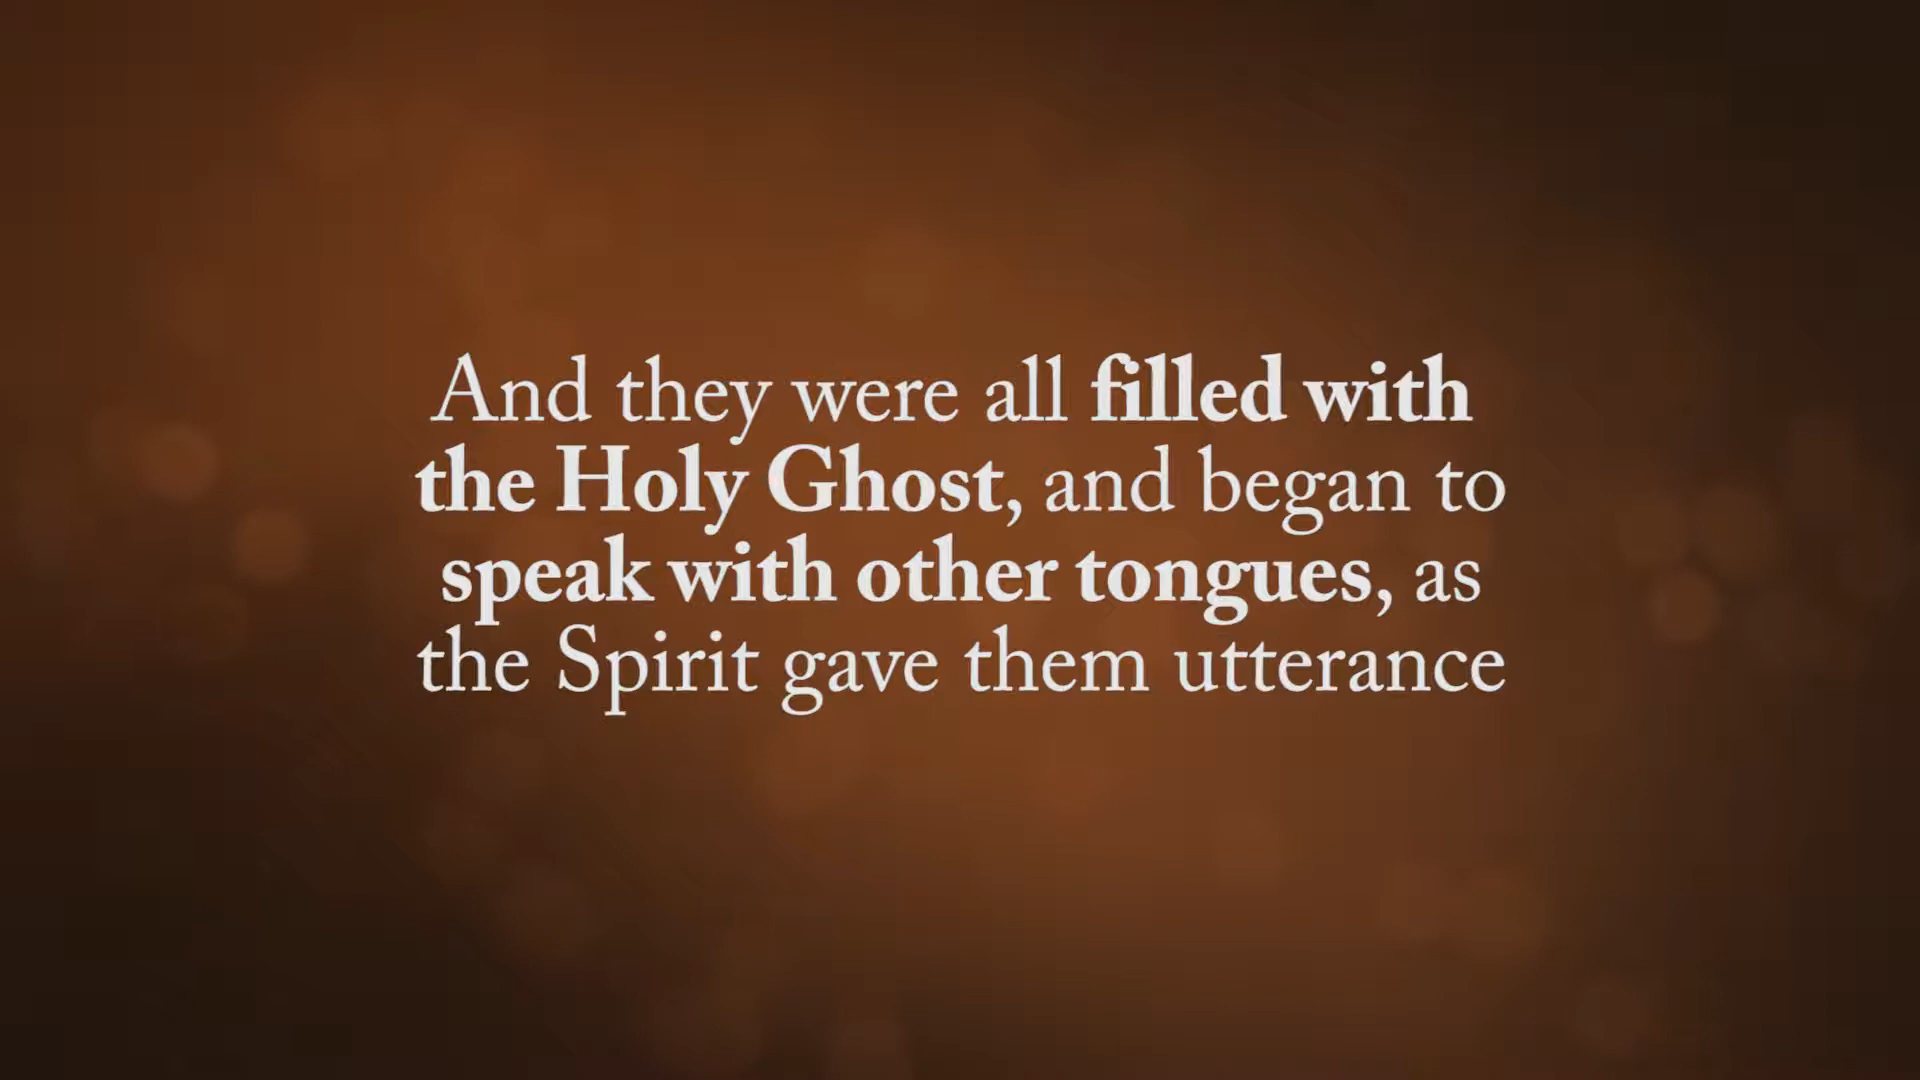 And they were all filled with
the Holy Ghost, and began to
speak with other tongues, as
the Spirit gave them utterance